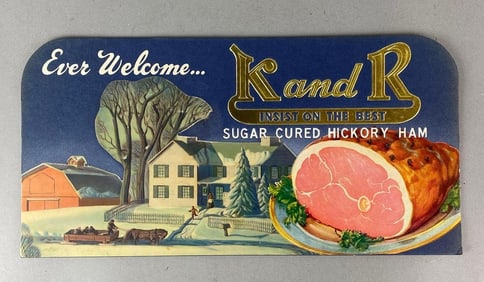 Ever Welcome...
K and R
INSIST ON THE BEST
SUGAR CURED HICKORY HAM